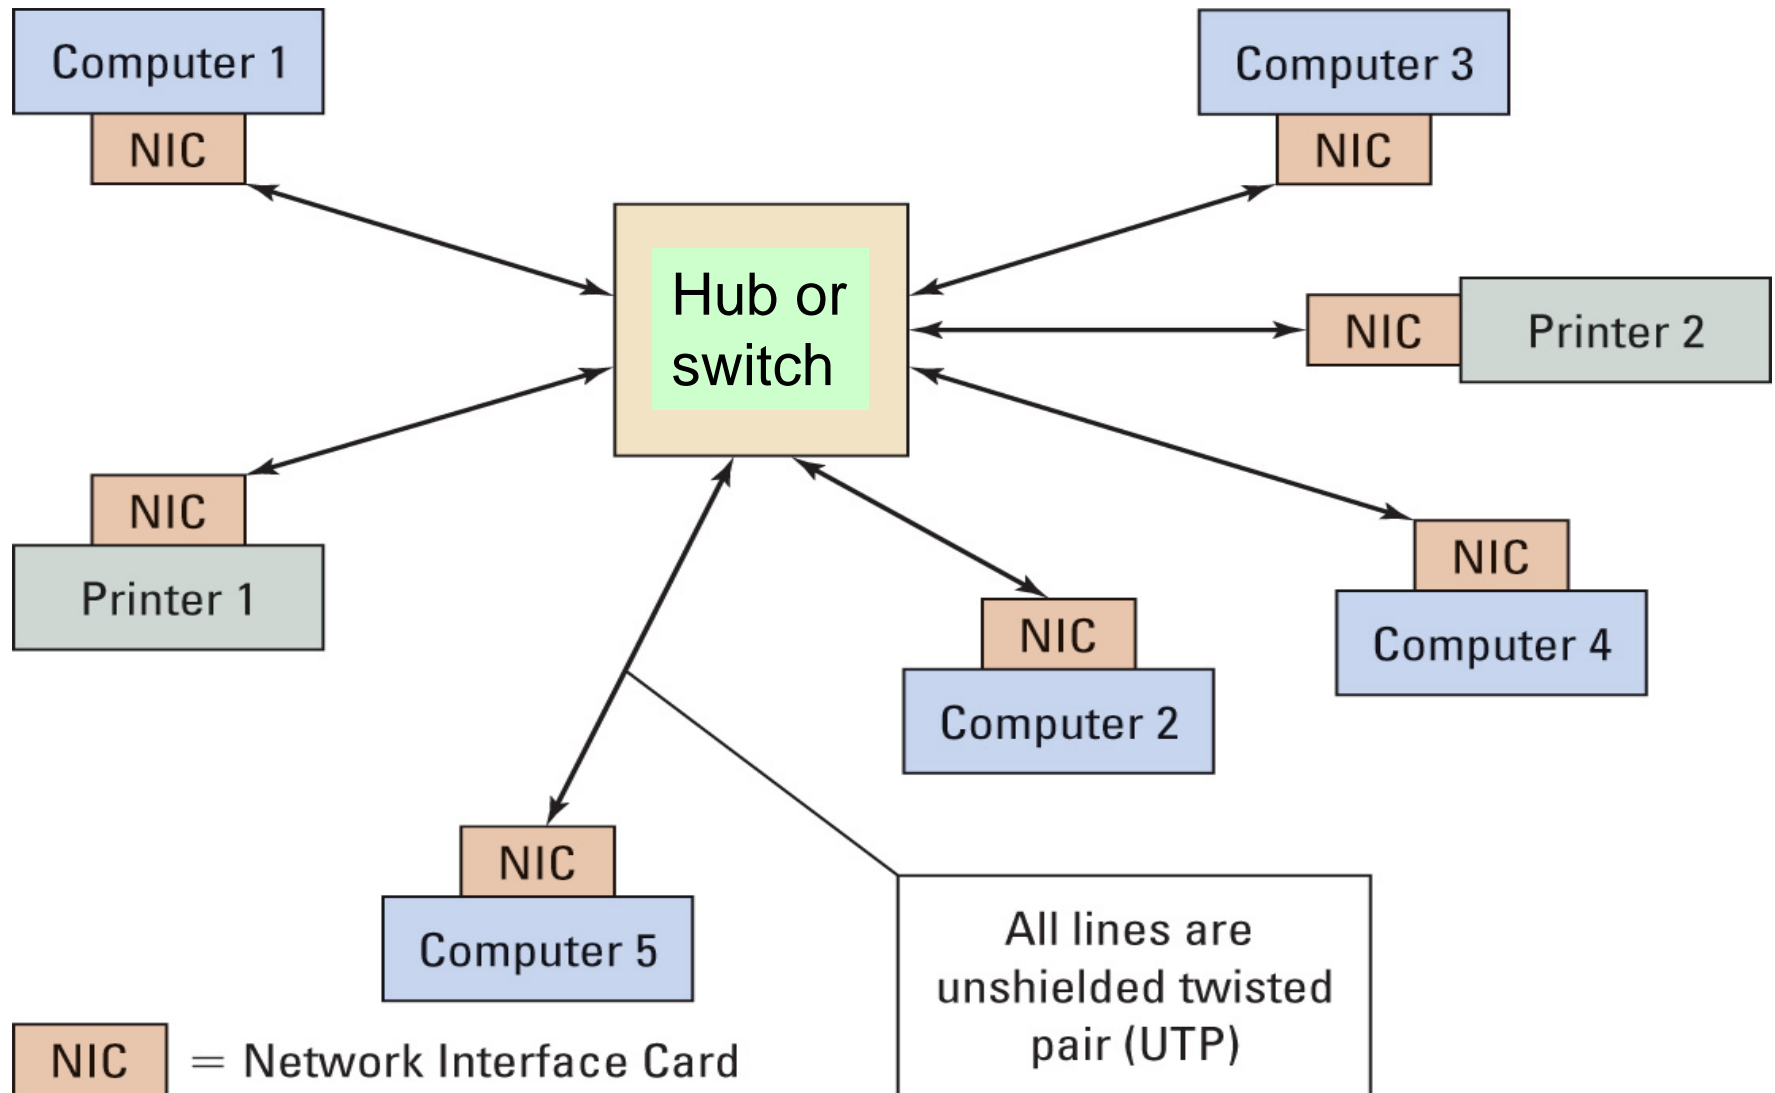 Computer 1
NIC
Computer 3
NIC
Hub or
switch
NIC
Printer 2
NIC
Printer 1
NIC
Computer 4
NIC
Computer 2
NIC
Computer 5
All lines are
unshielded twisted
pair (UTP)
NIC = Network Interface Card